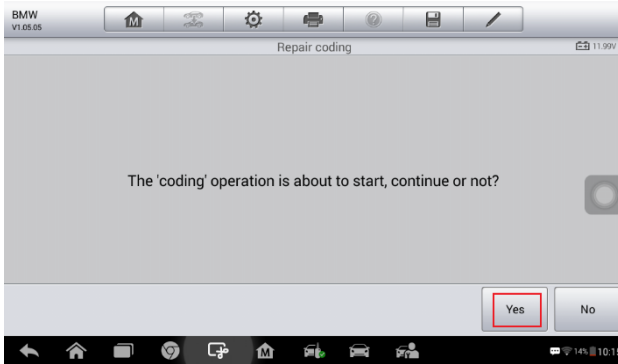 BMW
V1.05.05
Repair coding
11.99V
The 'coding' operation is about to start, continue or not?
Yes
No
14%